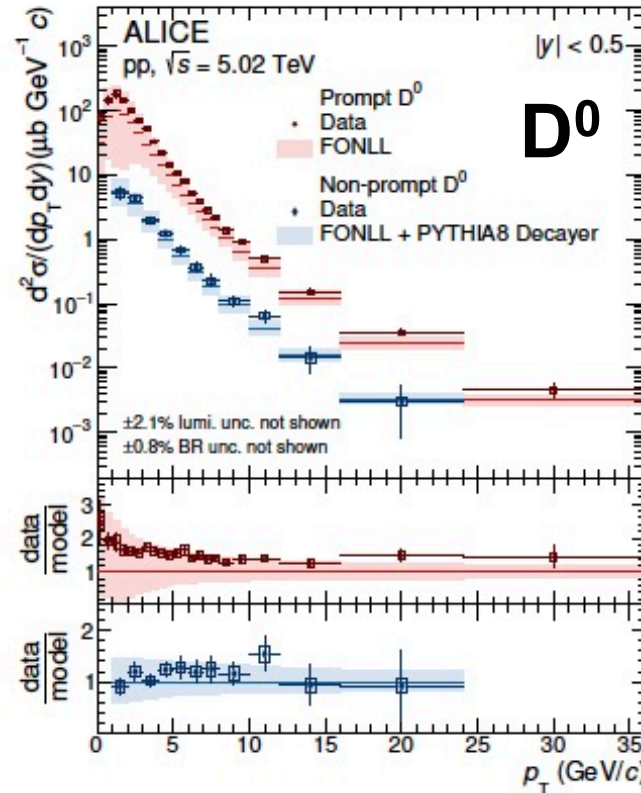 ALICE
pp, √s = 5.02 TeV
|y| < 0.5
D⁰
Prompt D⁰
Data
FONLL
Non-prompt D⁰
Data
FONLL + PYTHIA8 Decayer
d²σ/(dp_T dy) (μb GeV⁻¹ c)
10³
10²
10
1
10⁻¹
10⁻²
10⁻³
±2.1% lumi. unc. not shown
±0.8% BR unc. not shown
data
model
3
2
1
data
model
2
1
0 5 10 15 20 25 30 35
p_T (GeV/c)